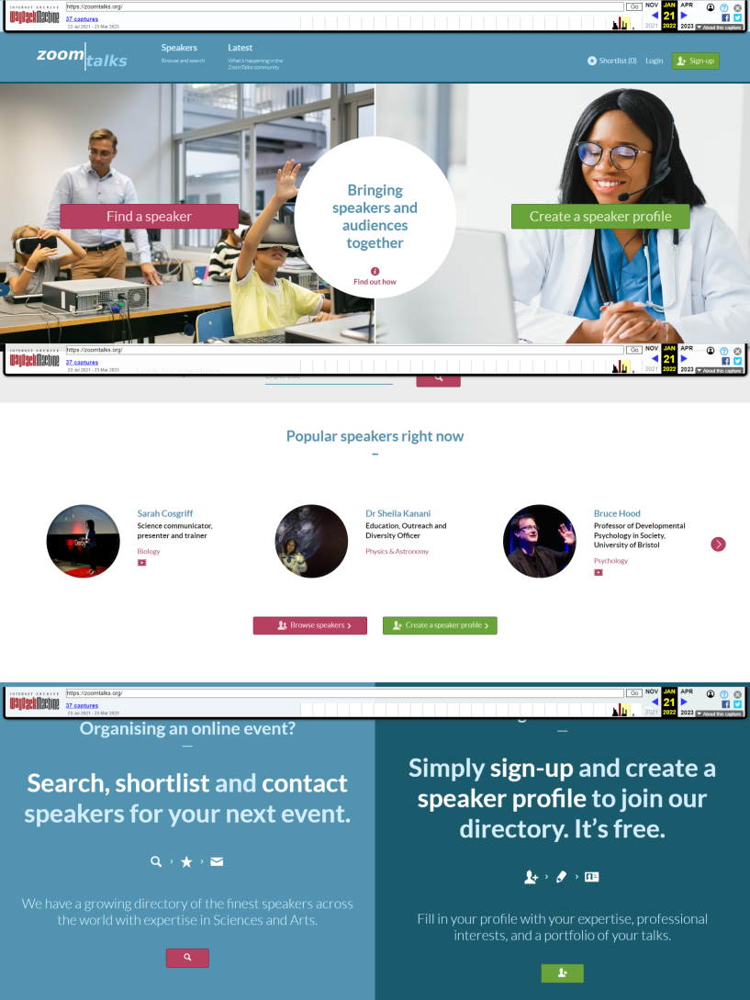 INTERNET ARCHIVE
WayBackMachine
https://zoomtalks.org/
Go
37 captures
23 Jul 2021 - 23 Mar 2023
NOV JAN APR
21
2021 2022 2023
About this capture
zoom talks
Speakers
Browse and search
Latest
What's happening in the
ZoomTalks community
Shortlist (0)
Login
Sign-up
Find a speaker
Bringing
speakers and
audiences
together
Find out how
Create a speaker profile
INTERNET ARCHIVE
WayBackMachine
https://zoomtalks.org/
Go
37 captures
23 Jul 2021 - 23 Mar 2023
NOV JAN APR
21
2021 2022 2023
About this capture
Popular speakers right now
Sarah Cosgriff
Science communicator,
presenter and trainer
Biology
Dr Sheila Kanani
Education, Outreach and
Diversity Officer
Physics & Astronomy
Bruce Hood
Professor of Developmental
Psychology in Society,
University of Bristol
Psychology
Browse speakers
Create a speaker profile
INTERNET ARCHIVE
WayBackMachine
https://zoomtalks.org/
Go
37 captures
23 Jul 2021 - 23 Mar 2023
NOV JAN APR
21
2021 2022 2023
About this capture
Organising an online event?
Search, shortlist and contact
speakers for your next event.
We have a growing directory of the finest speakers across
the world with expertise in Sciences and Arts.
Simply sign-up and create a
speaker profile to join our
directory. It's free.
Fill in your profile with your expertise, professional
interests, and a portfolio of your talks.